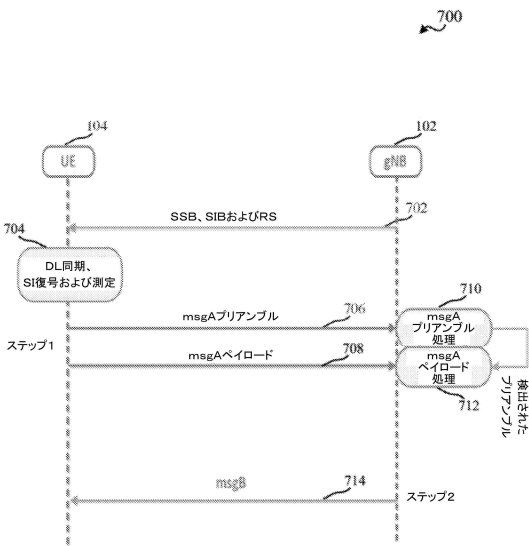 700
104
102
UE
gNB
SSB、SIBおよびRS
702
704
DL同期、
SI復号および測定
710
msgAプリアンブル
706
msgA
プリアンブル
処理
ステップ1
msgAペイロード
708
msgA
ペイロード
処理
712
検出された
プリアンブル
msgB
714
ステップ2